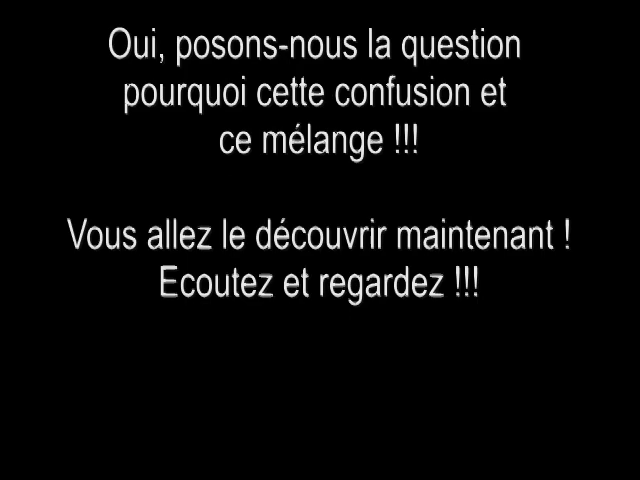 Oui, posons-nous la question
pourquoi cette confusion et
ce mélange !!!
Vous allez le découvrir maintenant !
Ecoutez et regardez !!!